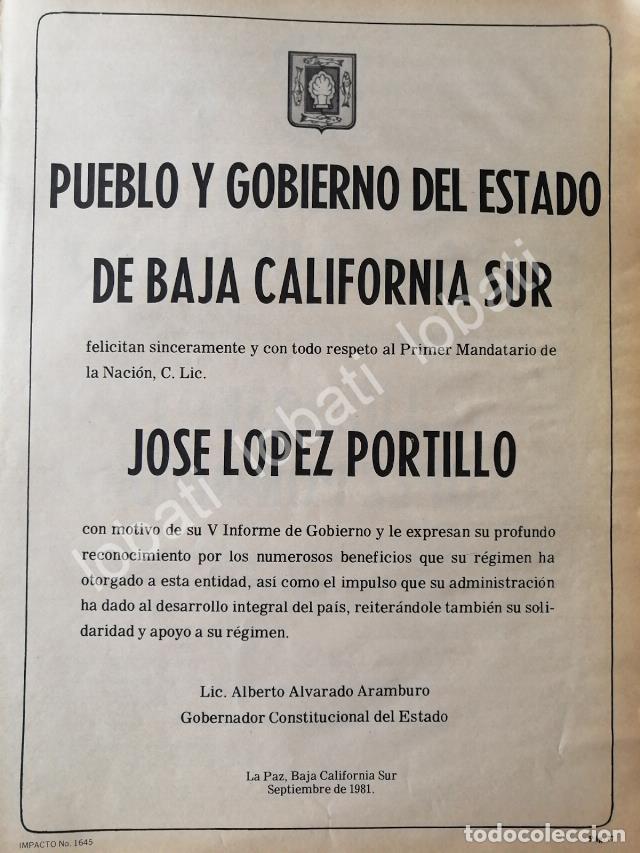 PUEBLO Y GOBIERNO DEL ESTADO
DE BAJA CALIFORNIA SUR
felicitan sinceramente y con todo respeto al Primer Mandatario de
la Nación, C. Lic.
JOSE LOPEZ PORTILLO
con motivo de su V Informe de Gobierno y le expresan su profundo
reconocimiento por los numerosos beneficios que su régimen ha
otorgado a esta entidad, así como el impulso que su administración
ha dado al desarrollo integral del país, reiterándole también su soli-
daridad y apoyo a su régimen.
Lic. Alberto Alvarado Aramburo
Gobernador Constitucional del Estado
La Paz, Baja California Sur
Septiembre de 1981.
IMPACTO No. 1645
todocoleccion
lobati lobati lobati lobati